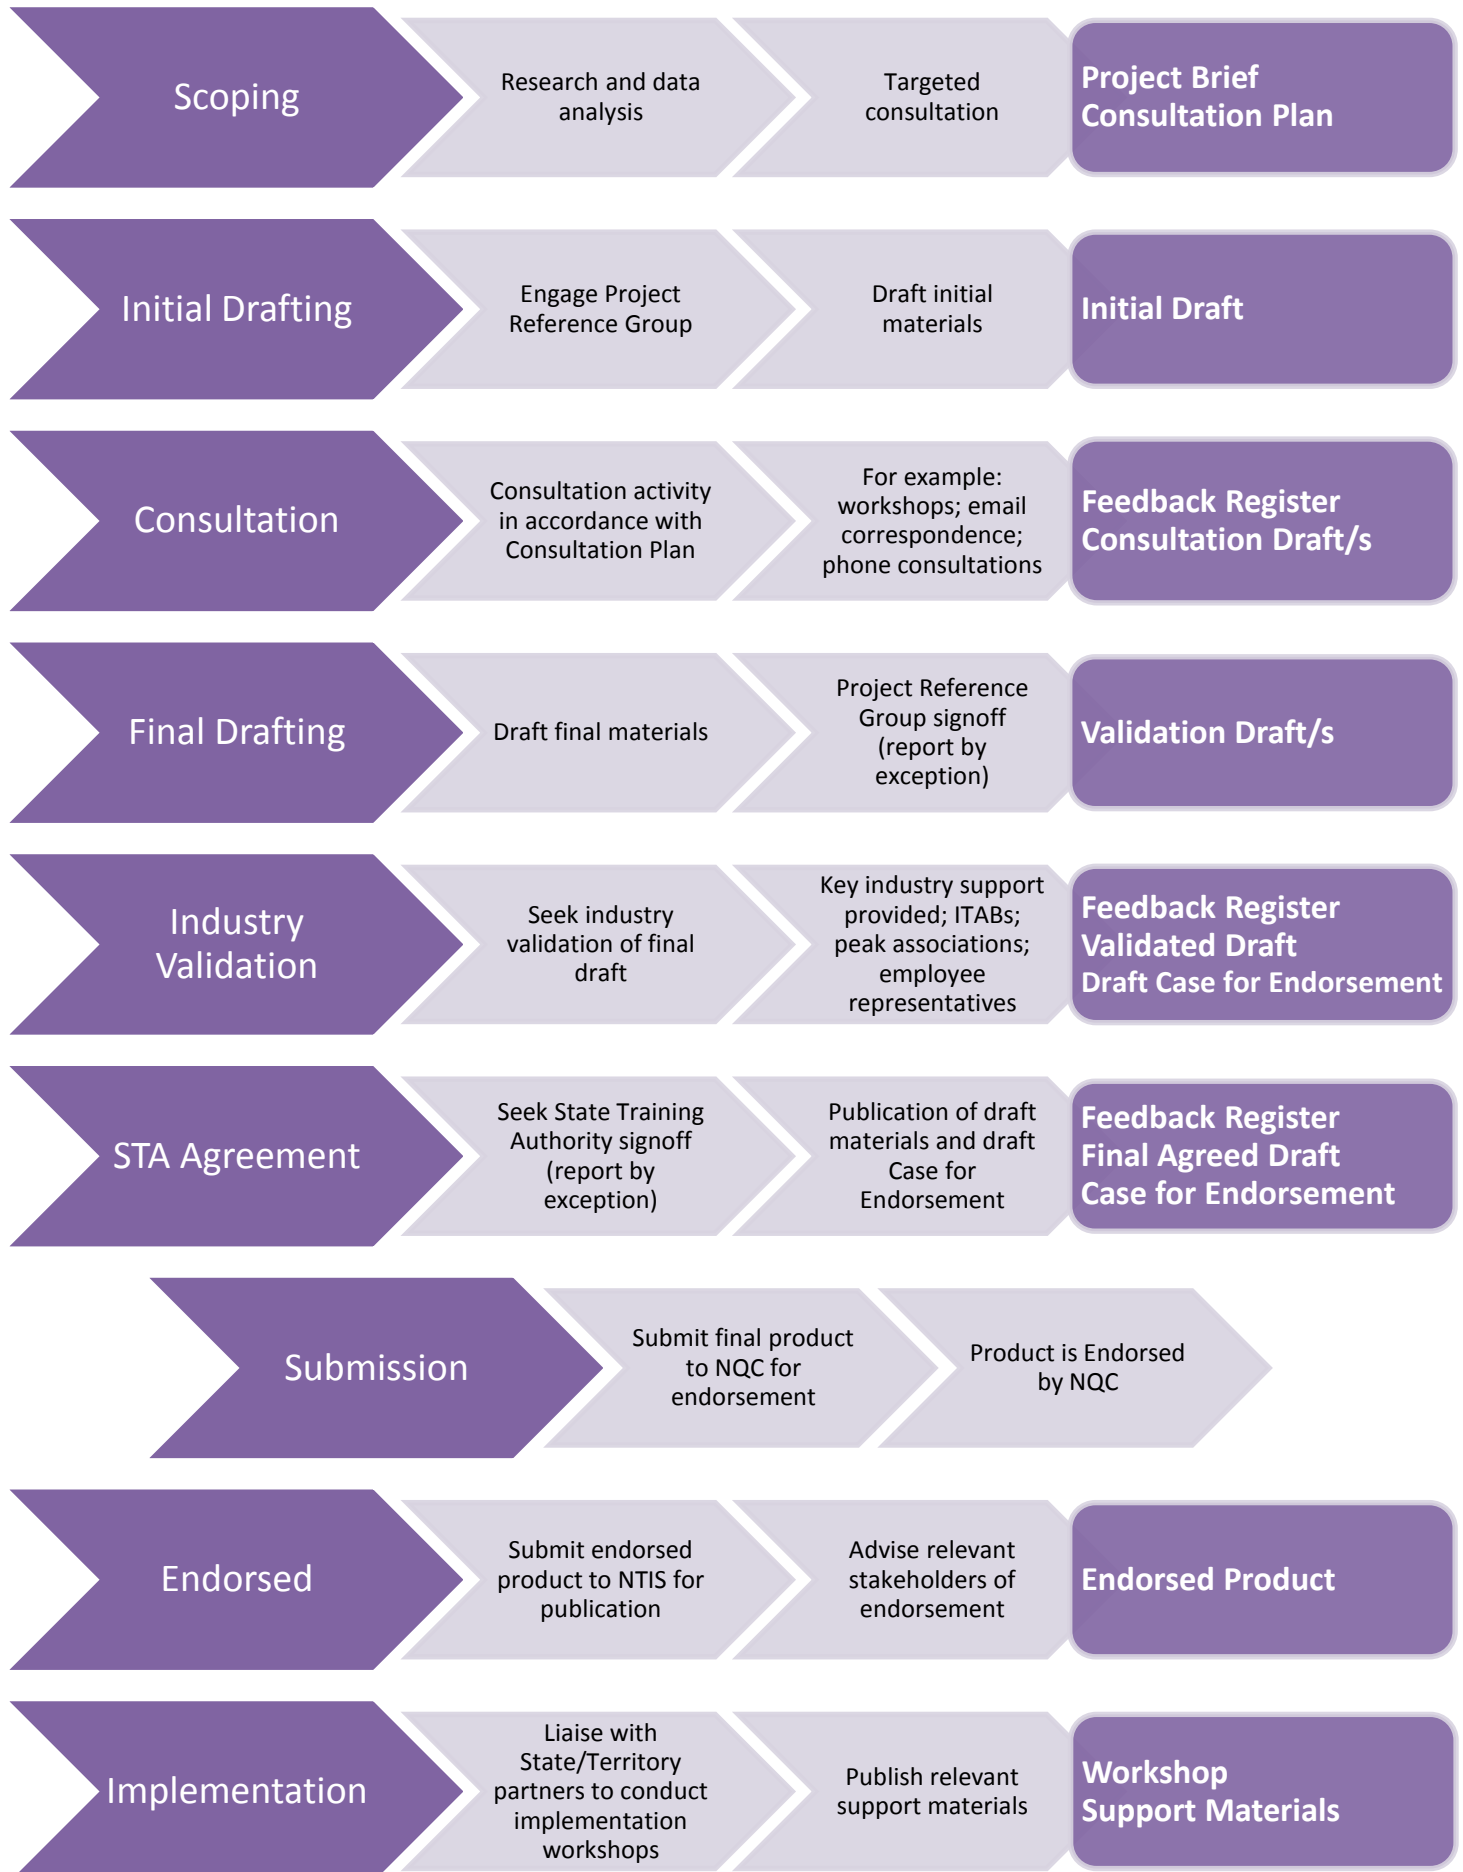 Scoping
Research and data
analysis
Targeted
consultation
Project Brief
Consultation Plan
Initial Drafting
Engage Project
Reference Group
Draft initial
materials
Initial Draft
Consultation
Consultation activity
in accordance with
Consultation Plan
For example:
workshops; email
correspondence;
phone consultations
Feedback Register
Consultation Draft/s
Final Drafting
Draft final materials
Project Reference
Group signoff
(report by
exception)
Validation Draft/s
Industry
Validation
Seek industry
validation of final
draft
Key industry support
provided; ITABs;
peak associations;
employee
representatives
Feedback Register
Validated Draft
Draft Case for Endorsement
STA Agreement
Seek State Training
Authority signoff
(report by
exception)
Publication of draft
materials and draft
Case for
Endorsement
Feedback Register
Final Agreed Draft
Case for Endorsement
Submission
Submit final product
to NQC for
endorsement
Product is Endorsed
by NQC
Endorsed
Submit endorsed
product to NTIS for
publication
Advise relevant
stakeholders of
endorsement
Endorsed Product
Implementation
Liaise with
State/Territory
partners to conduct
implementation
workshops
Publish relevant
support materials
Workshop
Support Materials